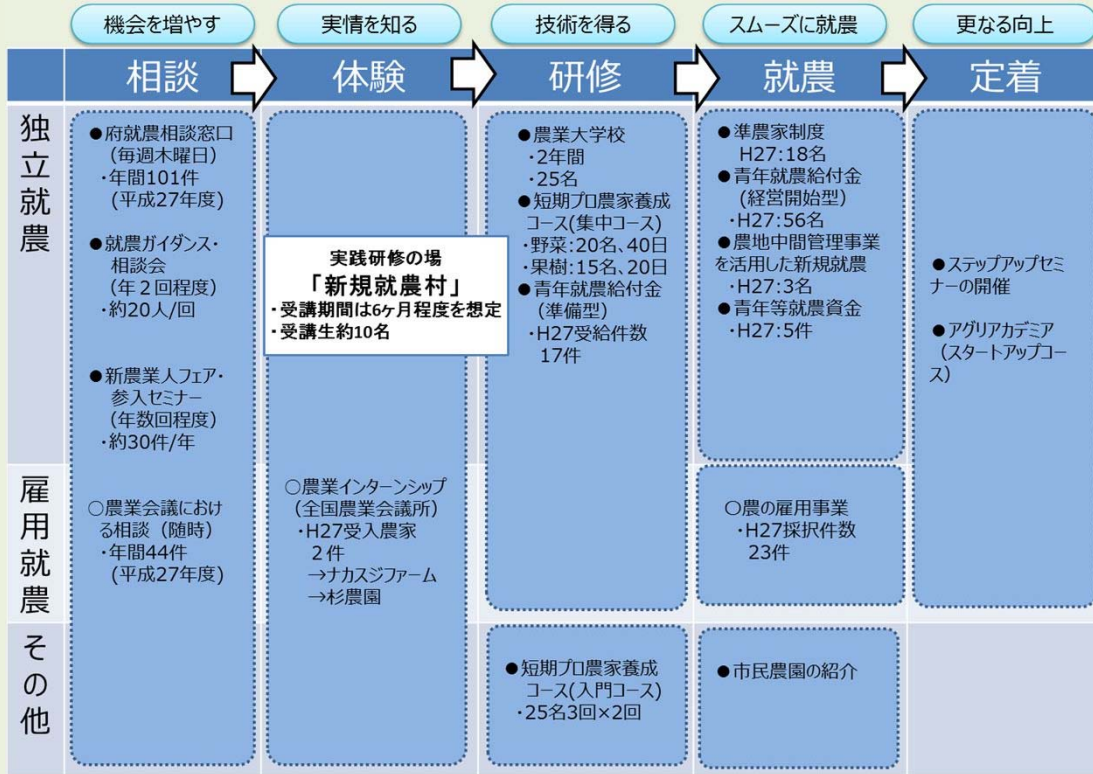 機会を増やす
実情を知る
技術を得る
スムーズに就農
更なる向上
相談
体験
研修
就農
定着
独立就農
●府就農相談窓口
(毎週木曜日)
・年間101件
(平成27年度)
●就農ガイダンス・
相談会
(年2回程度)
・約20人/回
●新農業人フェア・
参入セミナー
(年数回程度)
・約30件/年
実践研修の場
「新規就農村」
・受講期間は6ヶ月程度を想定
・受講生約10名
●農業大学校
・2年間
・25名
●短期プロ農家養成
コース(集中コース)
・野菜:20名、40日
・果樹:15名、20日
●青年就農給付金
(準備型)
・H27受給件数
17件
●準農家制度
H27:18名
●青年就農給付金
(経営開始型)
・H27:56名
●農地中間管理事業
を活用した新規就農
・H27:3名
●青年等就農資金
・H27:5件
●ステップアップセミ
ナーの開催
●アグリアカデミア
(スタートアップコー
ス)
雇用就農
○農業会議におけ
る相談（随時）
・年間44件
(平成27年度)
○農業インターンシップ
(全国農業会議所)
・H27受入農家
2件
→ナカスジファーム
→杉農園
○農の雇用事業
・H27採択件数
23件
その他
●短期プロ農家養成
コース(入門コース)
・25名3回×2回
●市民農園の紹介